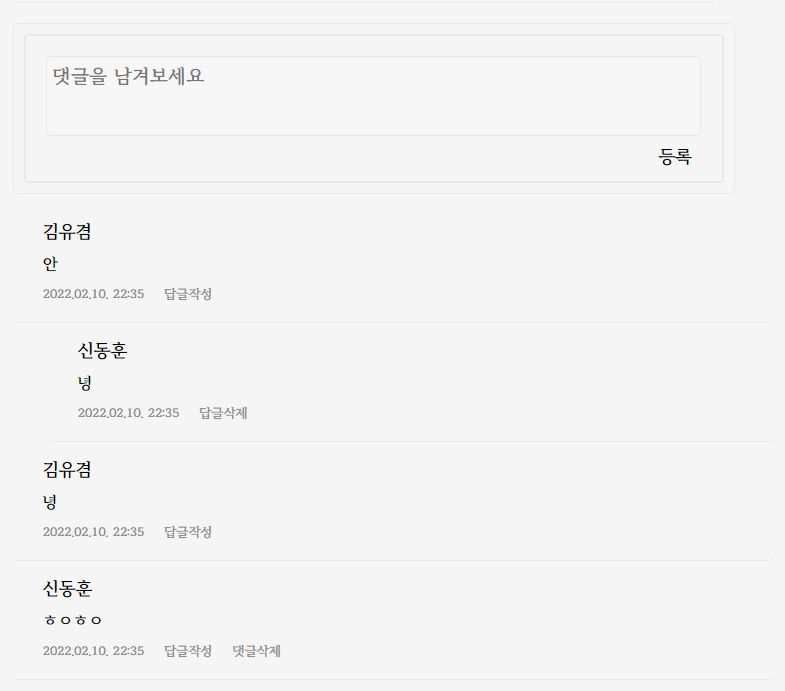 댓글을 남겨보세요
등록
김유겸
안
2022.02.10. 22:35 답글작성
신동훈
녕
2022.02.10. 22:35 답글삭제
김유겸
녕
2022.02.10. 22:35 답글작성
신동훈
ㅎㅇㅎㅇ
2022.02.10. 22:35 답글작성 댓글삭제